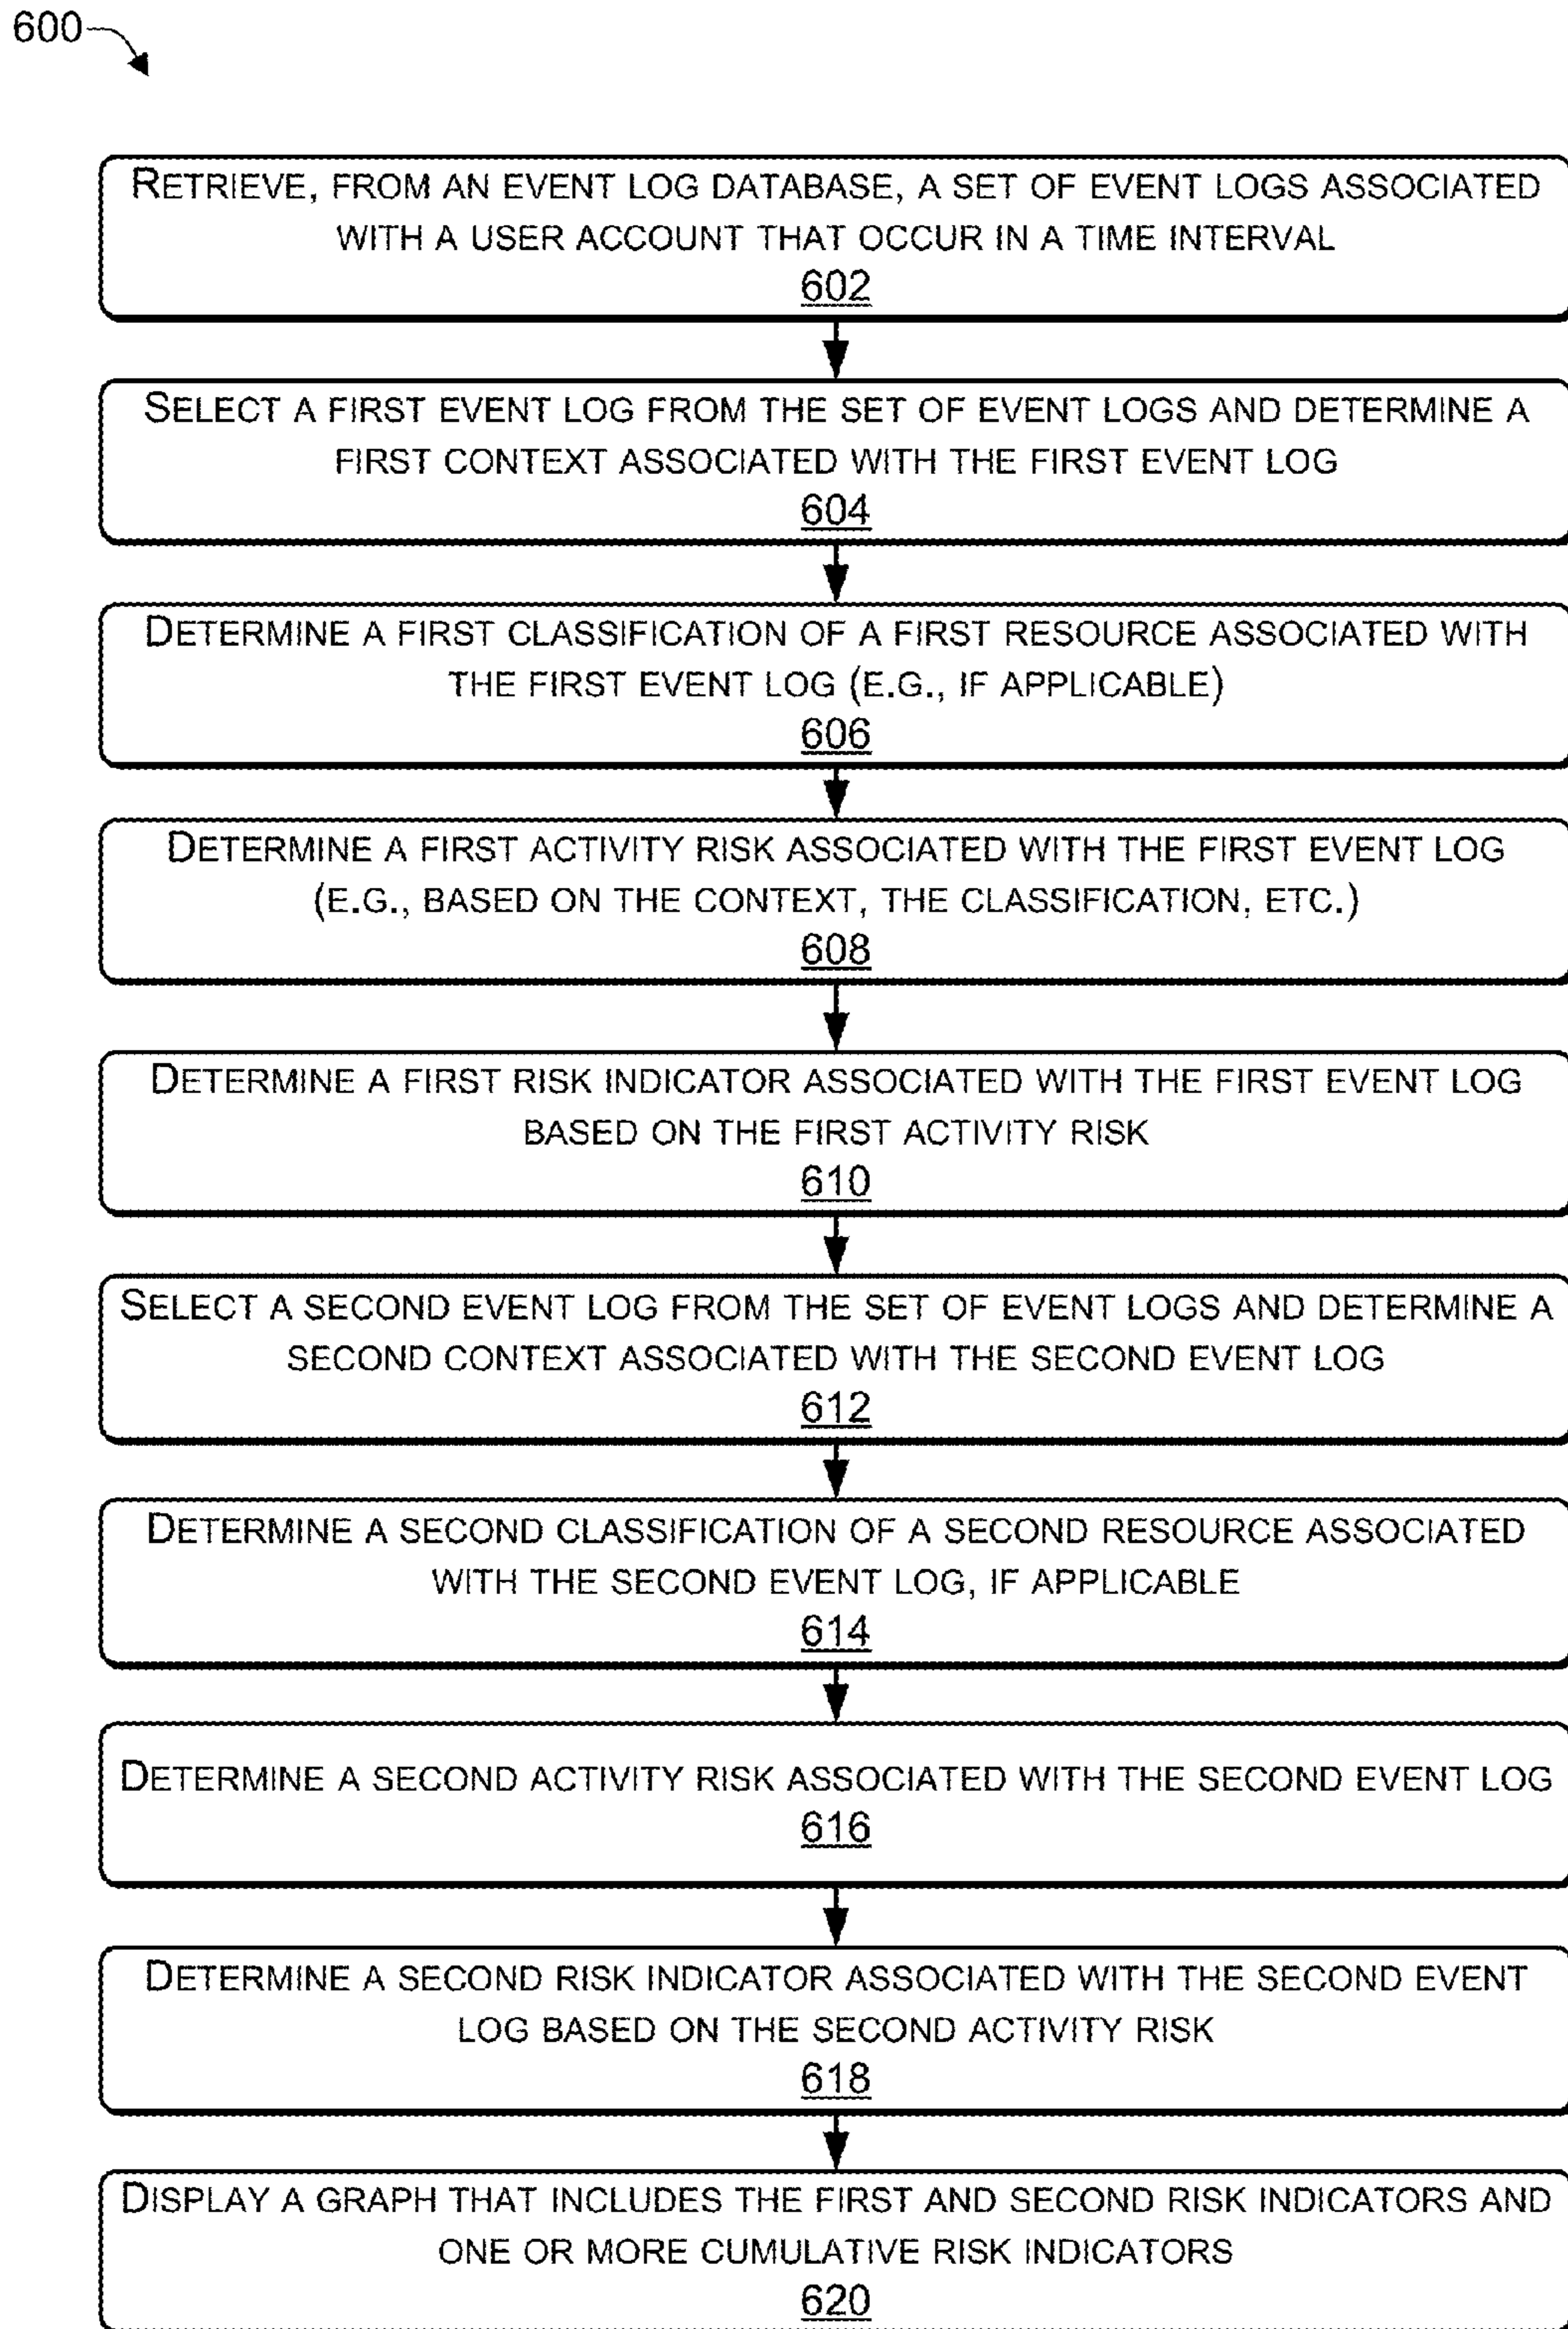 600
RETRIEVE, FROM AN EVENT LOG DATABASE, A SET OF EVENT LOGS ASSOCIATED
WITH A USER ACCOUNT THAT OCCUR IN A TIME INTERVAL
602
SELECT A FIRST EVENT LOG FROM THE SET OF EVENT LOGS AND DETERMINE A
FIRST CONTEXT ASSOCIATED WITH THE FIRST EVENT LOG
604
DETERMINE A FIRST CLASSIFICATION OF A FIRST RESOURCE ASSOCIATED WITH
THE FIRST EVENT LOG (E.G., IF APPLICABLE)
606
DETERMINE A FIRST ACTIVITY RISK ASSOCIATED WITH THE FIRST EVENT LOG
(E.G., BASED ON THE CONTEXT, THE CLASSIFICATION, ETC.)
608
DETERMINE A FIRST RISK INDICATOR ASSOCIATED WITH THE FIRST EVENT LOG
BASED ON THE FIRST ACTIVITY RISK
610
SELECT A SECOND EVENT LOG FROM THE SET OF EVENT LOGS AND DETERMINE A
SECOND CONTEXT ASSOCIATED WITH THE SECOND EVENT LOG
612
DETERMINE A SECOND CLASSIFICATION OF A SECOND RESOURCE ASSOCIATED
WITH THE SECOND EVENT LOG, IF APPLICABLE
614
DETERMINE A SECOND ACTIVITY RISK ASSOCIATED WITH THE SECOND EVENT LOG
616
DETERMINE A SECOND RISK INDICATOR ASSOCIATED WITH THE SECOND EVENT
LOG BASED ON THE SECOND ACTIVITY RISK
618
DISPLAY A GRAPH THAT INCLUDES THE FIRST AND SECOND RISK INDICATORS AND
ONE OR MORE CUMULATIVE RISK INDICATORS
620